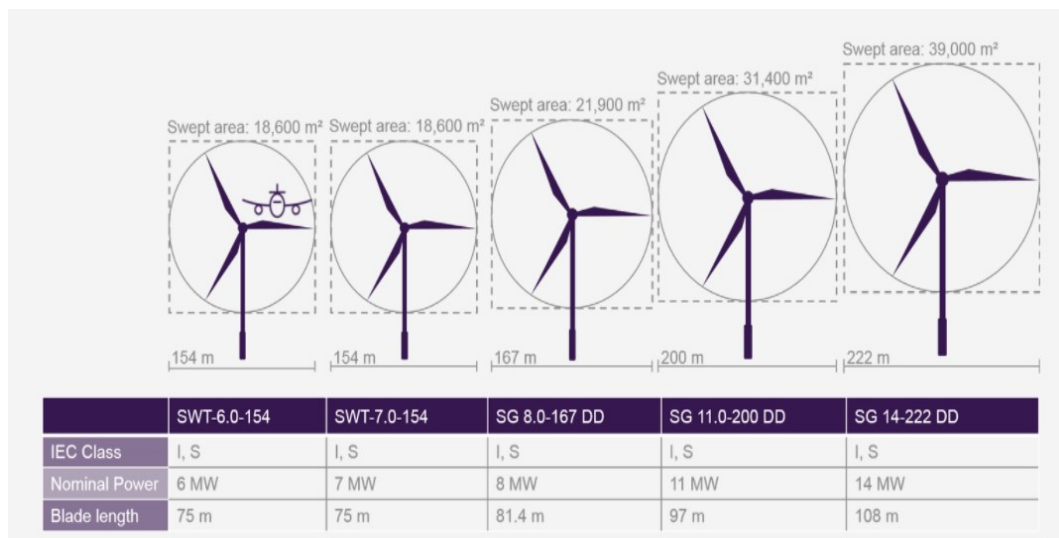 Swept area: 39,000 m²
Swept area: 31,400 m²
Swept area: 21,900 m²
Swept area: 18,600 m² Swept area: 18,600 m²
154 m 154 m 167 m 200 m 222 m
SWT-6.0-154 SWT-7.0-154 SG 8.0-167 DD SG 11.0-200 DD SG 14-222 DD
IEC Class I, S I, S I, S I, S I, S
Nominal Power 6 MW 7 MW 8 MW 11 MW 14 MW
Blade length 75 m 75 m 81.4 m 97 m 108 m